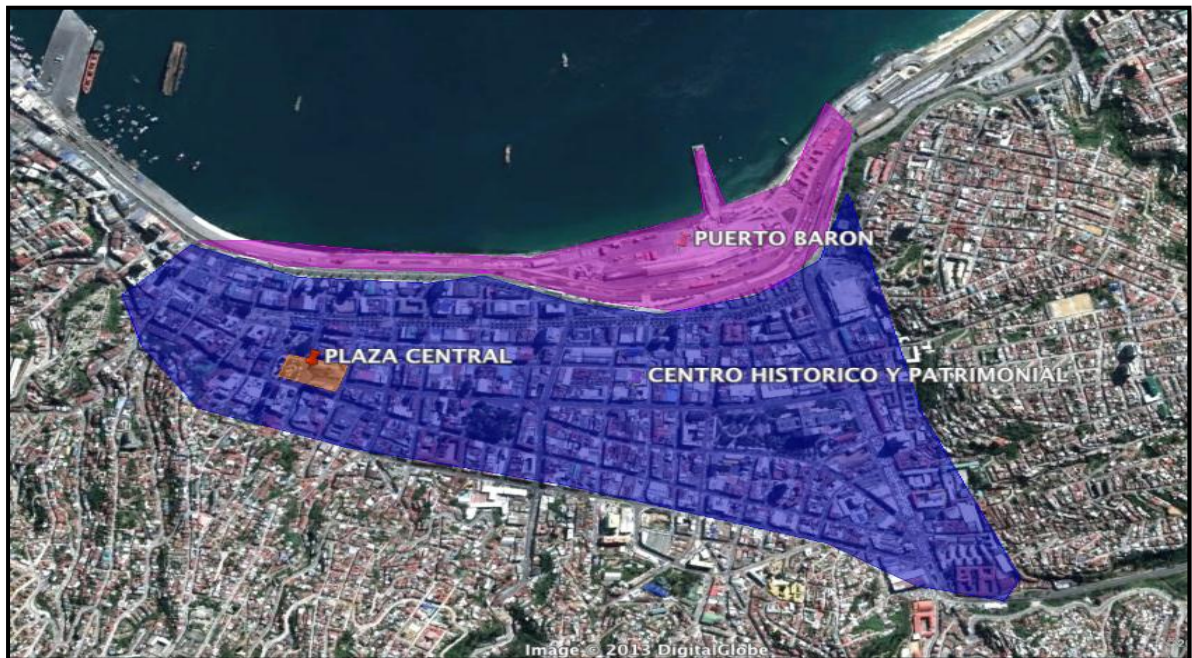 PUERTO BARON
PLAZA CENTRAL
CENTRO HISTORICO Y PATRIMONIAL
Image © 2013 DigitalGlobe